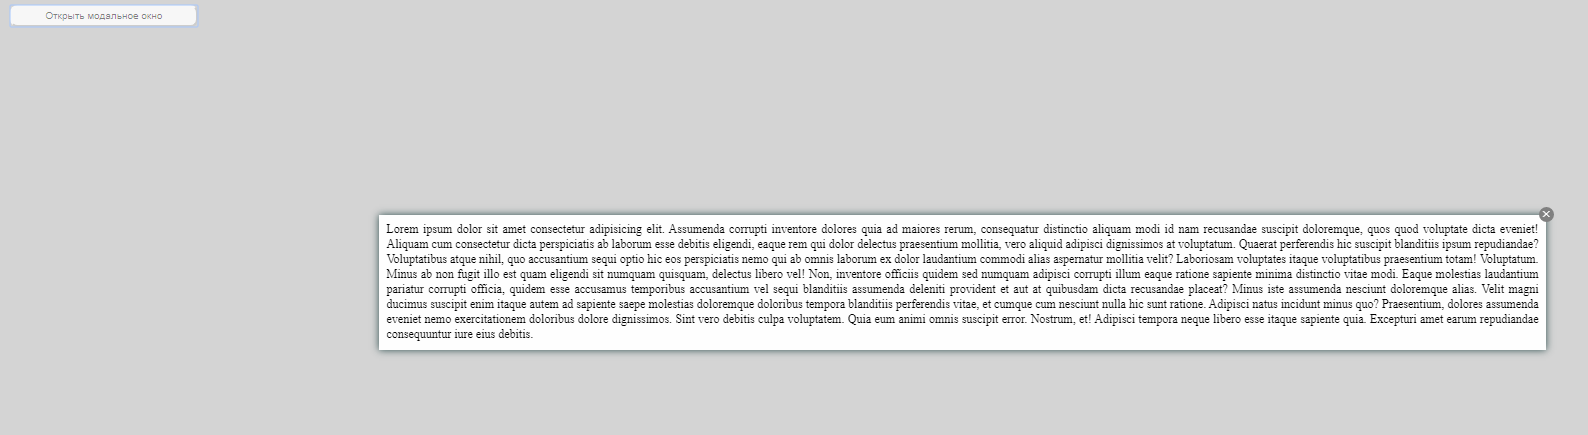 Открыть модальное окно
Lorem ipsum dolor sit amet consectetur adipisicing elit. Assumenda corrupti inventore dolores quia ad maiores rerum, consequatur distinctio aliquam modi id nam recusandae suscipit doloremque, quos quod voluptate dicta eveniet!
Aliquam cum consectetur dicta perspiciatis ab laborum esse debitis eligendi, eaque rem qui dolor delectus praesentium mollitia, vero aliquid adipisci dignissimos at voluptatum. Quaerat perferendis hic suscipit blanditiis ipsum repudiandae?
Voluptatibus atque nihil, quo accusantium sequi optio hic eos perspiciatis nemo qui ab omnis laborum ex dolor laudantium commodi alias aspernatur mollitia velit? Laboriosam voluptates itaque voluptatibus praesentium totam! Voluptatum.
Minus ab non fugit illo est quam eligendi sit numquam quisquam, delectus libero vel! Non, inventore officiis quidem sed numquam adipisci corrupti illum eaque ratione sapiente minima distinctio vitae modi. Eaque molestias laudantium
pariatur corrupti officia, quidem esse accusamus temporibus accusantium vel sequi blanditiis assumenda deleniti provident et aut at quibusdam dicta recusandae placeat? Minus iste assumenda nesciunt doloremque alias. Velit magni
ducimus suscipit enim itaque autem ad sapiente saepe molestias doloremque doloribus tempora blanditiis perferendis vitae, et cumque cum nesciunt nulla hic sunt ratione. Adipisci natus incidunt minus quo? Praesentium, dolores assumenda
eveniet nemo exercitationem doloribus dolore dignissimos. Sint vero debitis culpa voluptatem. Quia eum animi omnis suscipit error. Nostrum, et! Adipisci tempora neque libero esse itaque sapiente quia. Excepturi amet earum repudiandae
consequuntur iure eius debitis.